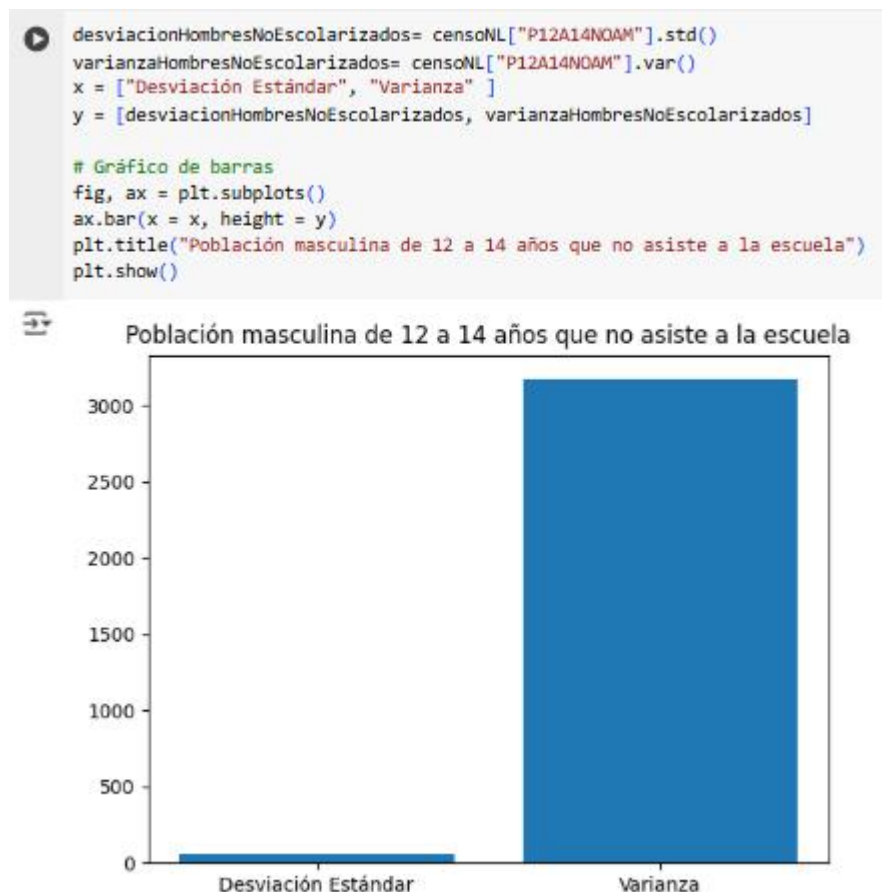 desviacionHombresNoEscolarizados= censoNL["P12A14NOAM"].std()
varianzaHombresNoEscolarizados= censoNL["P12A14NOAM"].var()
x = ["Desviación Estándar", "Varianza" ]
y = [desviacionHombresNoEscolarizados, varianzaHombresNoEscolarizados]
# Gráfico de barras
fig, ax = plt.subplots()
ax.bar(x = x, height = y)
plt.title("Población masculina de 12 a 14 años que no asiste a la escuela")
plt.show()
Población masculina de 12 a 14 años que no asiste a la escuela
3000
2500
2000
1500
1000
500
0
Desviación Estándar Varianza